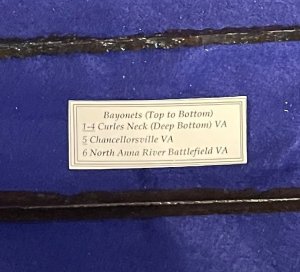 Bayonets (Top to Bottom)
1-4 Curles Neck (Deep Bottom) VA
5 Chancellorsville VA
6 North Anna River Battlefield VA